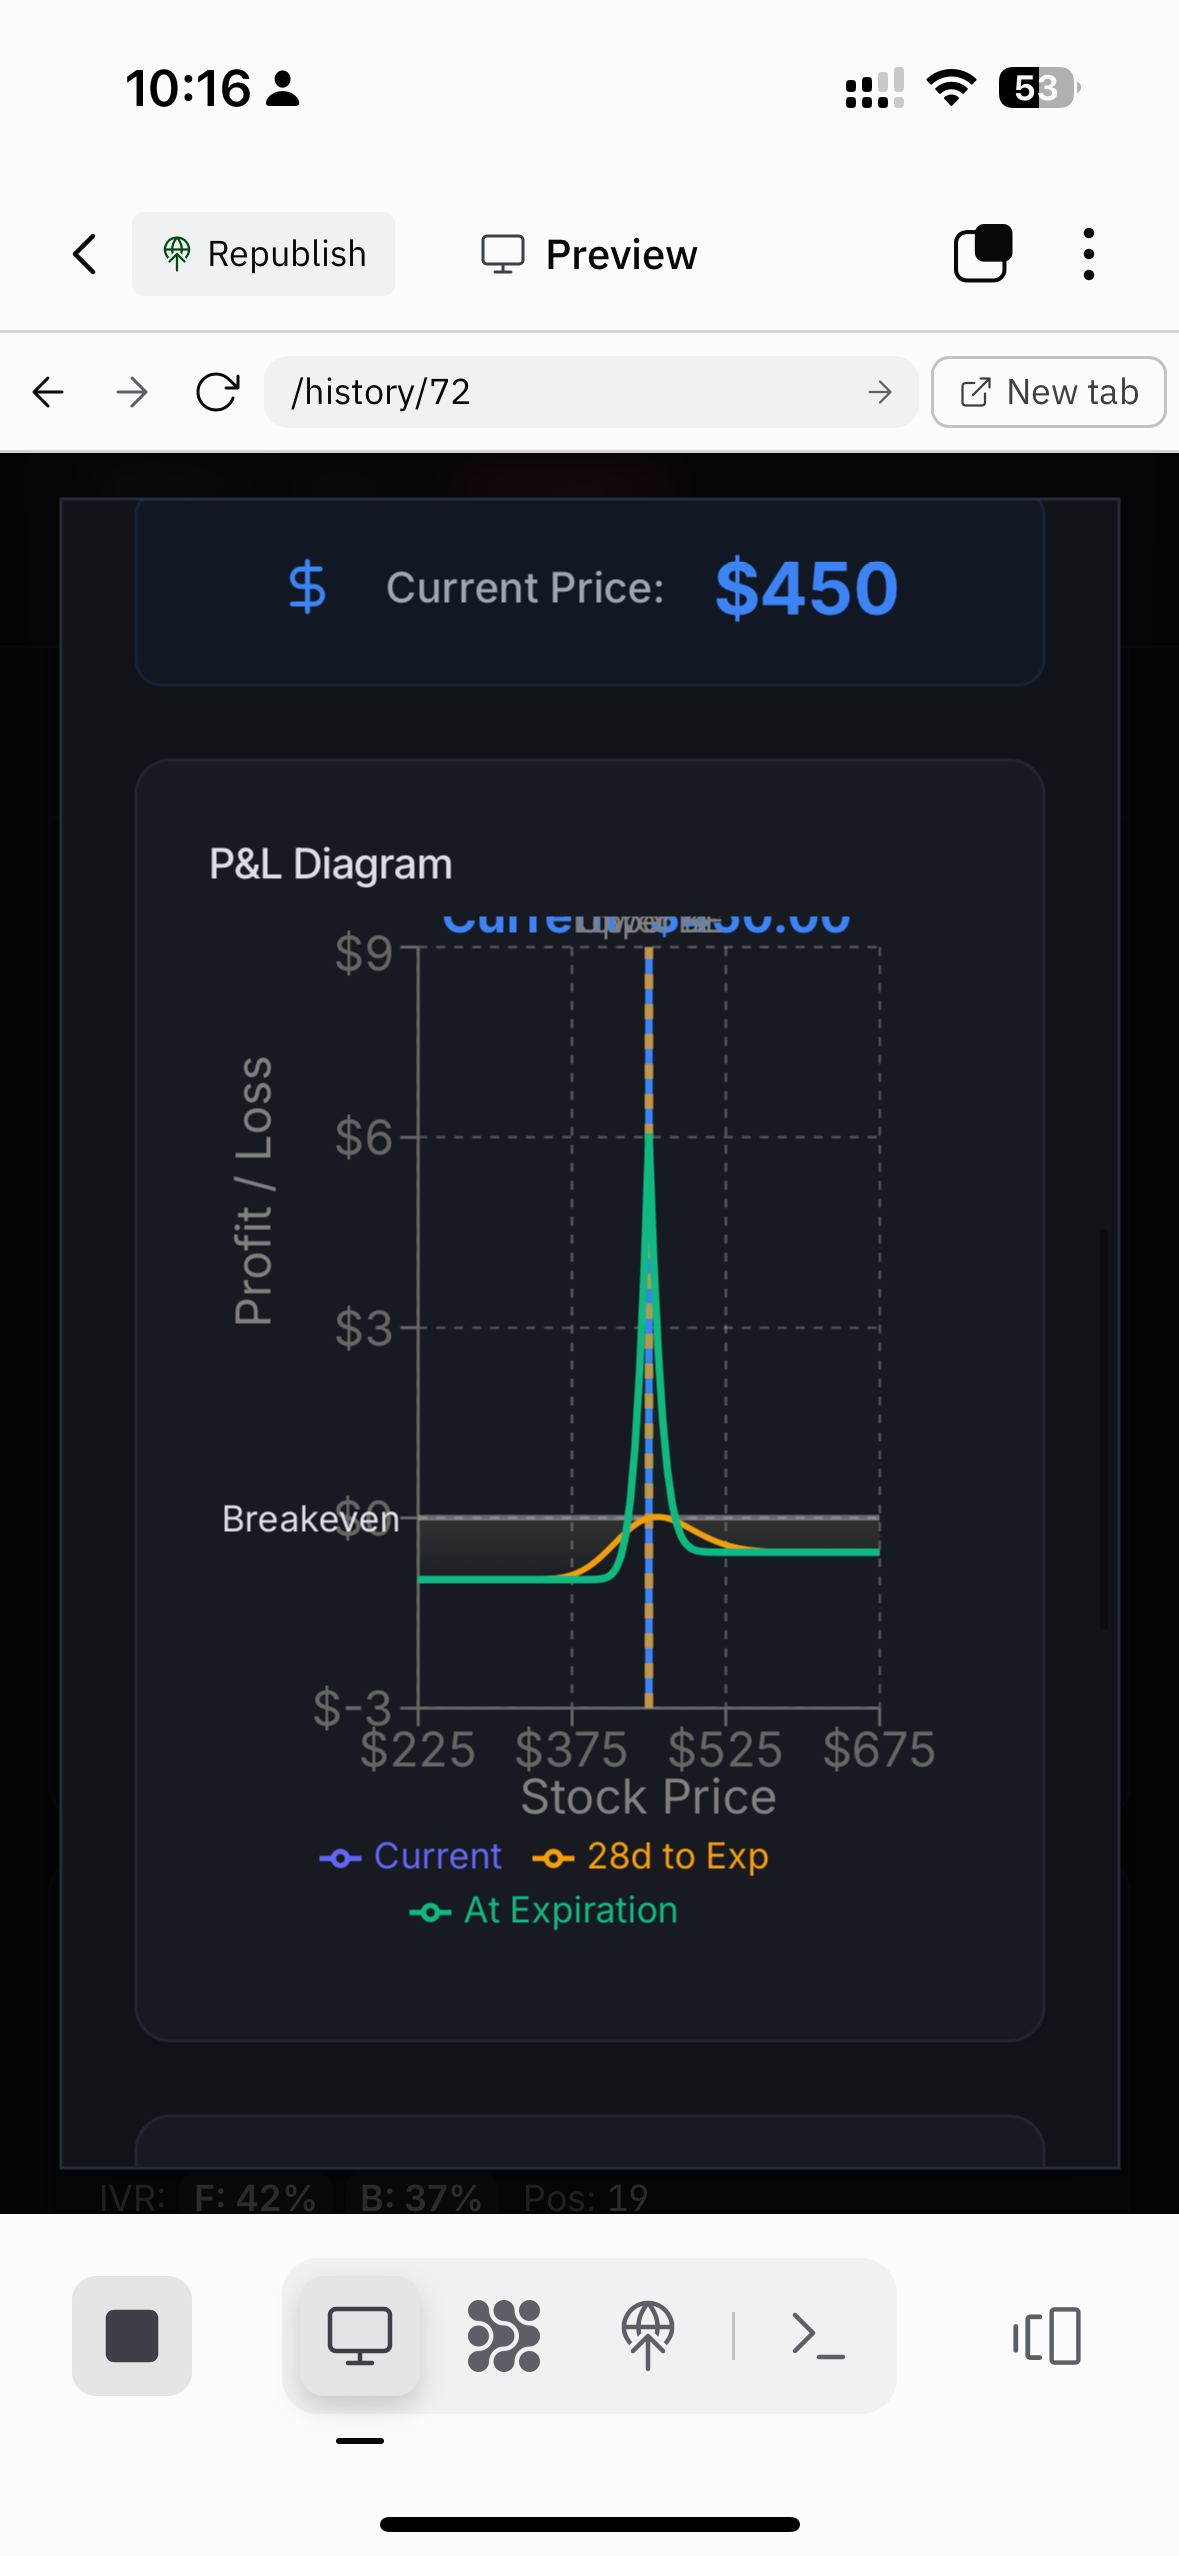 10:16
53
Republish
Preview
/history/72
New tab
Current Price: $450
P&L Diagram
$9
$6
$3
$0
Breakeven
$-3
Profit / Loss
$225 $375 $525 $675
Stock Price
Current 28d to Exp
At Expiration
IVR: F: 42% B: 37% Pos: 19